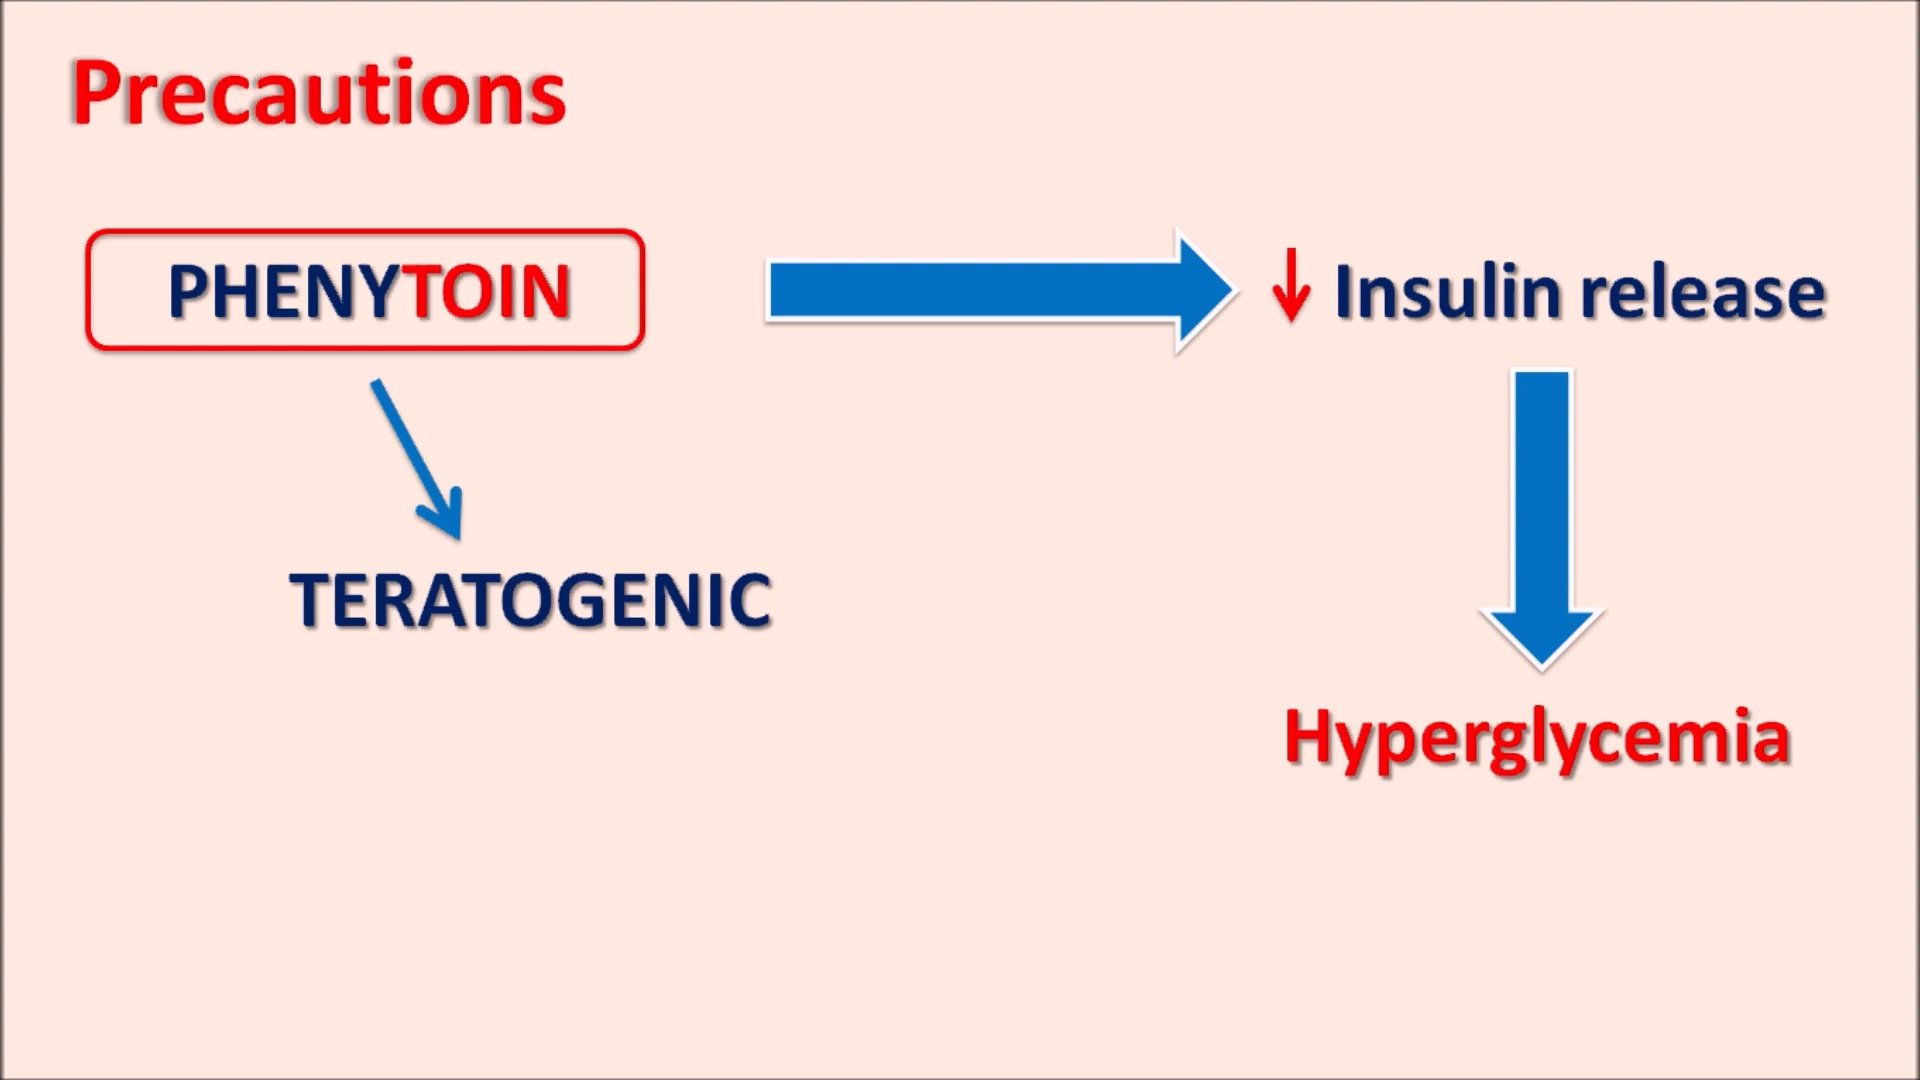 Precautions
PHENYTOIN
↓ Insulin release
TERATOGENIC
Hyperglycemia